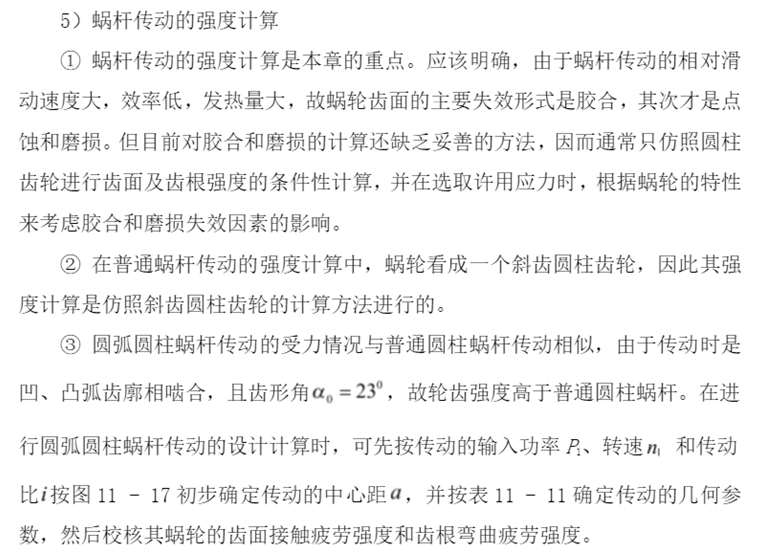 5）蜗杆传动的强度计算
① 蜗杆传动的强度计算是本章的重点。应该明确，由于蜗杆传动的相对滑
动速度大，效率低，发热量大，故蜗轮齿面的主要失效形式是胶合，其次才是点
蚀和磨损。但目前对胶合和磨损的计算还缺乏妥善的方法，因而通常只仿照圆柱
齿轮进行齿面及齿根强度的条件性计算，并在选取许用应力时，根据蜗轮的特性
来考虑胶合和磨损失效因素的影响。
② 在普通蜗杆传动的强度计算中，蜗轮看成一个斜齿圆柱齿轮，因此其强
度计算是仿照斜齿圆柱齿轮的计算方法进行的。
③ 圆弧圆柱蜗杆传动的受力情况与普通圆柱蜗杆传动相似，由于传动时是
凹、凸弧齿廓相啮合，且齿形角α₀ = 23⁰，故轮齿强度高于普通圆柱蜗杆。在进
行圆弧圆柱蜗杆传动的设计计算时，可先按传动的输入功率 P₁、转速 n₁ 和传动
比 i 按图 11 - 17 初步确定传动的中心距 a，并按表 11 - 11 确定传动的几何参
数，然后校核其蜗轮的齿面接触疲劳强度和齿根弯曲疲劳强度。